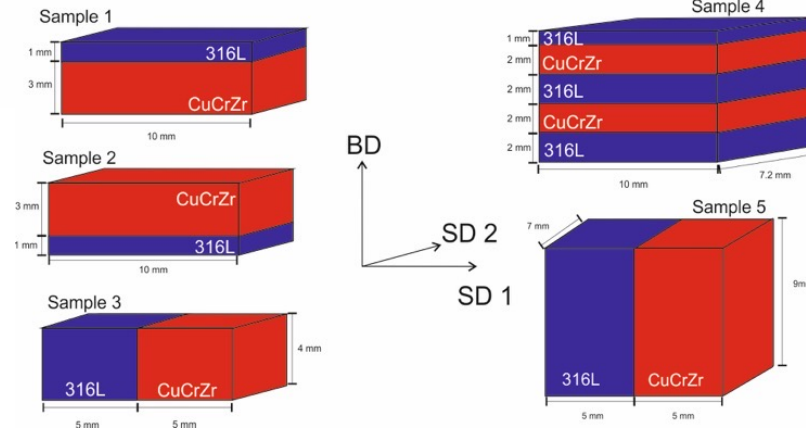 Sample 1
1 mm
316L
3 mm
CuCrZr
10 mm
Sample 2
3 mm
CuCrZr
1 mm
316L
10 mm
Sample 3
4 mm
316L
CuCrZr
5 mm
5 mm
BD
SD 2
SD 1
Sample 4
1 mm
316L
2 mm
CuCrZr
2 mm
316L
2 mm
CuCrZr
2 mm
316L
10 mm
7.2 mm
Sample 5
7 mm
9m
316L
CuCrZr
5 mm
5 mm